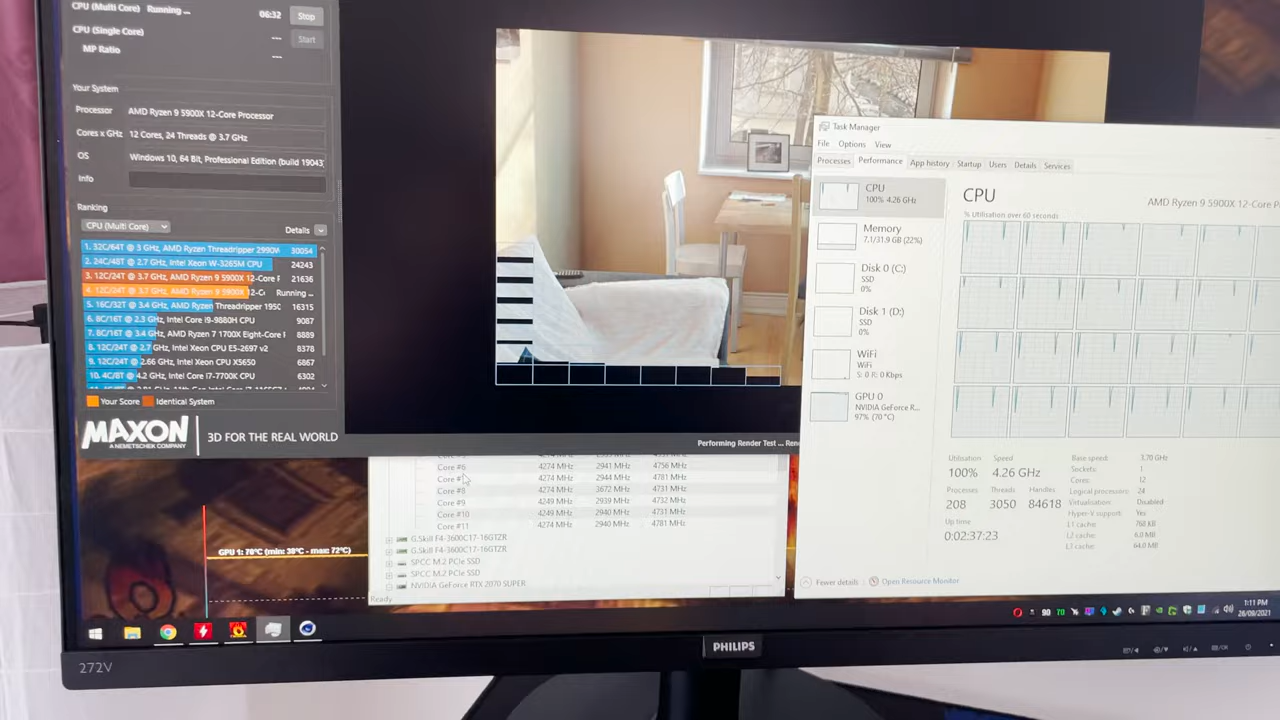 CPU (Multi Core) Running ... 06:32 Stop
CPU (Single Core) --- Start
MP Ratio ---
Your System
Processor AMD Ryzen 9 5900X 12-Core Processor
Cores x GHz 12 Cores, 24 Threads @ 3.7 GHz
OS Windows 10, 64 Bit, Professional Edition (build 19043
Info
Ranking
CPU (Multi Core) Details
1. 32C/64T @ 3 GHz, AMD Ryzen Threadripper 2990W 30054
2. 24C/48T @ 2.7 GHz, Intel Xeon W-3265M CPU 24243
3. 12C/24T @ 3.7 GHz, AMD Ryzen 9 5900X 12-Core F 21636
4. 12C/24T @ 3.7 GHz, AMD Ryzen 9 5900X 12-C Running ...
5. 16C/32T @ 3.4 GHz, AMD Ryzen Threadripper 195C 16315
6. 8C/16T @ 2.3 GHz, Intel Core i9-9880H CPU 9087
7. 8C/16T @ 3.4 GHz, AMD Ryzen 7 1700X Eight-Core F 8889
8. 12C/24T @ 2.7 GHz, Intel Xeon CPU E5-2697 v2 8378
9. 12C/24T @ 2.66 GHz, Intel Xeon CPU X5650 6867
10. 4C/8T @ 4.2 GHz, Intel Core i7-7700K CPU 6302
Your Score Identical System
MAXON
A NEMETSCHEK COMPANY
3D FOR THE REAL WORLD
Performing Render Test ...
Task Manager
File Options View
Processes Performance App history Startup Users Details Services
CPU
100% 4.26 GHz
Memory
7.1/31.9 GB (22%)
Disk 0 (C:)
SSD
0%
Disk 1 (D:)
SSD
0%
WiFi
WiFi
S: 0 R: 0 Kbps
GPU 0
NVIDIA GeForce R...
97% (70 °C)
CPU
AMD Ryzen 9 5900X 12-Core P
% Utilisation over 60 seconds
Utilisation Speed
100% 4.26 GHz
Processes Threads Handles
208 3050 84618
Up time
0:02:37:23
Base speed: 3.70 GHz
Sockets: 1
Cores: 12
Logical processors: 24
Virtualisation: Disabled
Hyper-V support: Yes
L1 cache: 768 KB
L2 cache: 6.0 MB
L3 cache: 64.0 MB
Fewer details Open Resource Monitor
Core #6 4274 MHz 2941 MHz 4756 MHz
Core # 4274 MHz 2944 MHz 4781 MHz
Core #8 4274 MHz 3672 MHz 4731 MHz
Core #9 4249 MHz 2939 MHz 4732 MHz
Core #10 4249 MHz 2940 MHz 4731 MHz
Core #11 4274 MHz 2940 MHz 4781 MHz
G.Skill F4-3600C17-16GTZR
G.Skill F4-3600C17-16GTZR
SPCC M.2 PCIe SSD
SPCC M.2 PCIe SSD
NVIDIA GeForce RTX 2070 SUPER
Ready
GPU 1: 70°C (min: 38°C - max: 72°C)
90 70
1:11 PM
26/09/2021
PHILIPS
272V